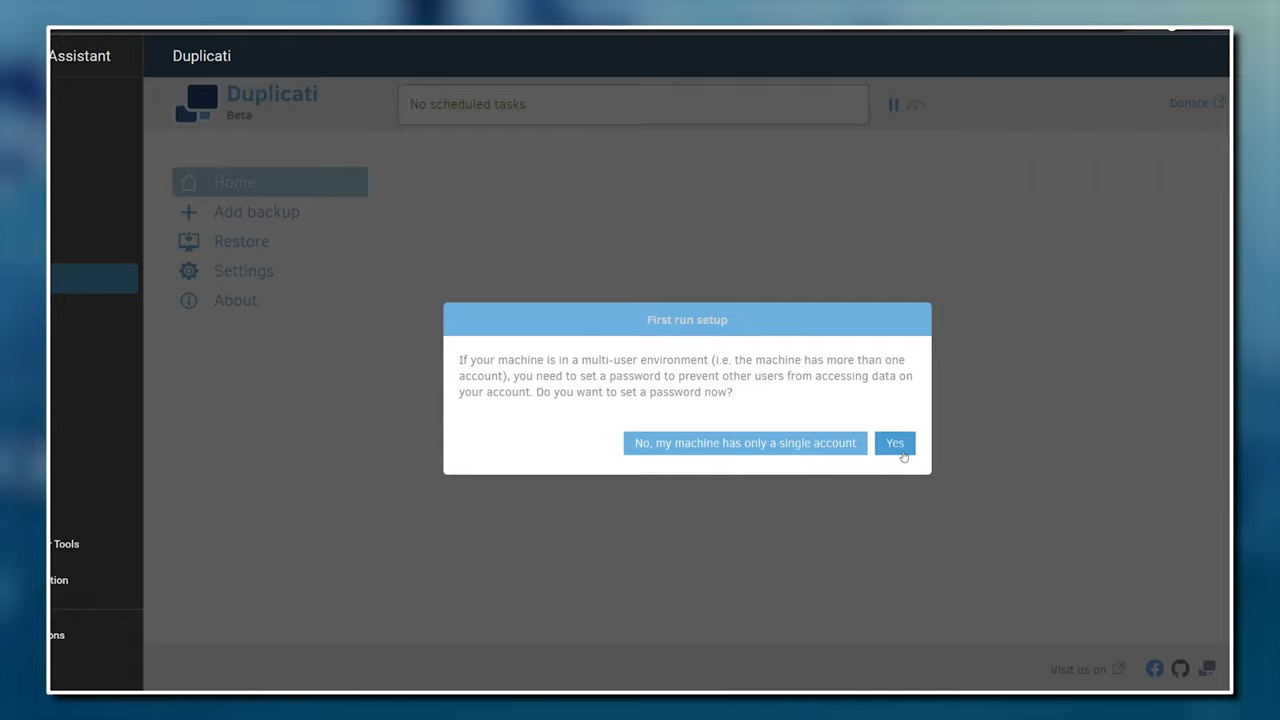 Assistant
Duplicati
Duplicati
Beta
No scheduled tasks
Donate
Home
Add backup
Restore
Settings
About
First run setup
If your machine is in a multi-user environment (i.e. the machine has more than one
account), you need to set a password to prevent other users from accessing data on
your account. Do you want to set a password now?
No, my machine has only a single account
Yes
Tools
tion
ons
Visit us on